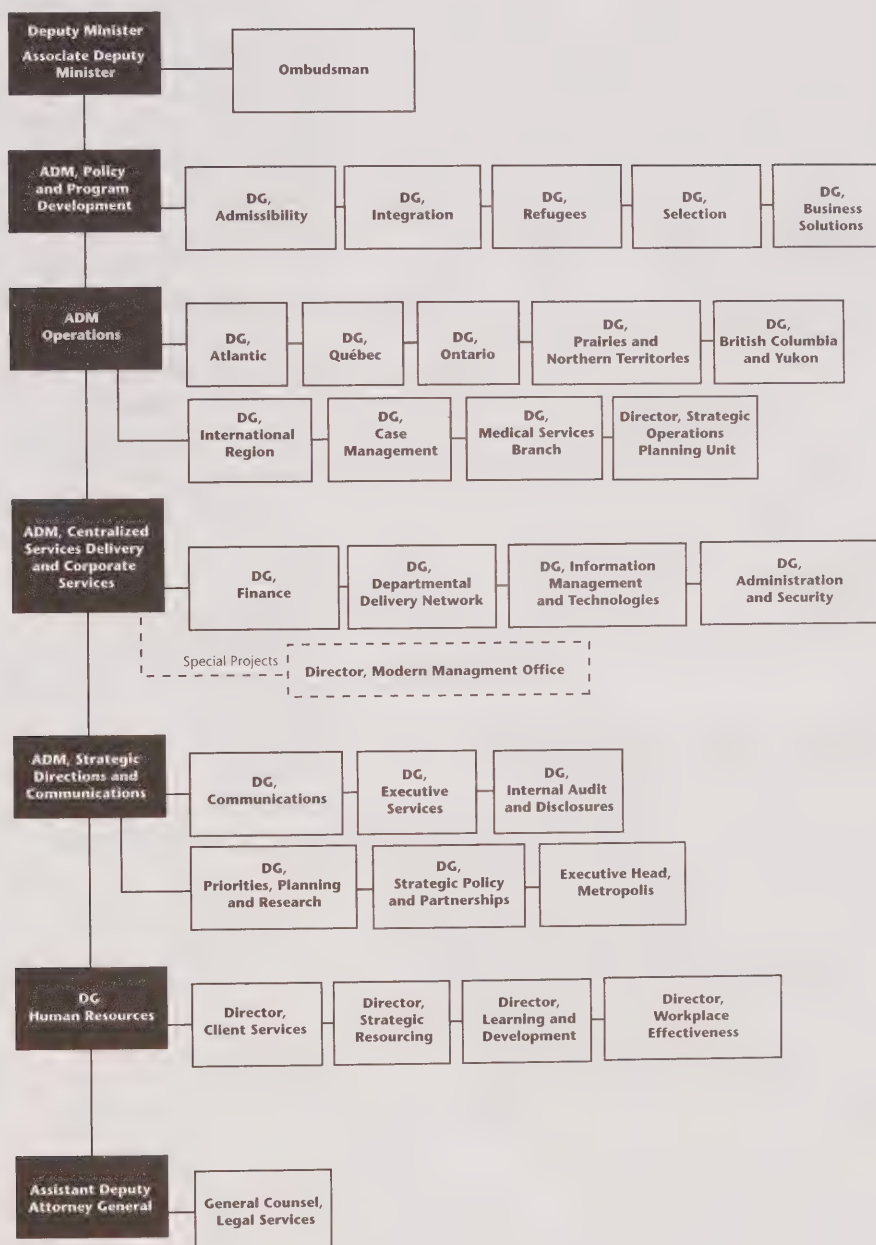 Deputy Minister
Associate Deputy
Minister
Ombudsman
ADM, Policy
and Program
Development
DG,
Admissibility
DG,
Integration
DG,
Refugees
DG,
Selection
DG,
Business
Solutions
ADM
Operations
DG,
Atlantic
DG,
Québec
DG,
Ontario
DG,
Prairies and
Northern Territories
DG,
British Columbia
and Yukon
DG,
International
Region
DG,
Case
Management
DG,
Medical Services
Branch
Director, Strategic
Operations
Planning Unit
ADM, Centralized
Services Delivery
and Corporate
Services
DG,
Finance
DG,
Departmental
Delivery Network
DG, Information
Management
and Technologies
DG,
Administration
and Security
Special Projects
Director, Modern Managment Office
ADM, Strategic
Directions and
Communications
DG,
Communications
DG,
Executive
Services
DG,
Internal Audit
and Disclosures
DG,
Priorities, Planning
and Research
DG,
Strategic Policy
and Partnerships
Executive Head,
Metropolis
DG
Human Resources
Director,
Client Services
Director,
Strategic
Resourcing
Director,
Learning and
Development
Director,
Workplace
Effectiveness
Assistant Deputy
Attorney General
General Counsel,
Legal Services